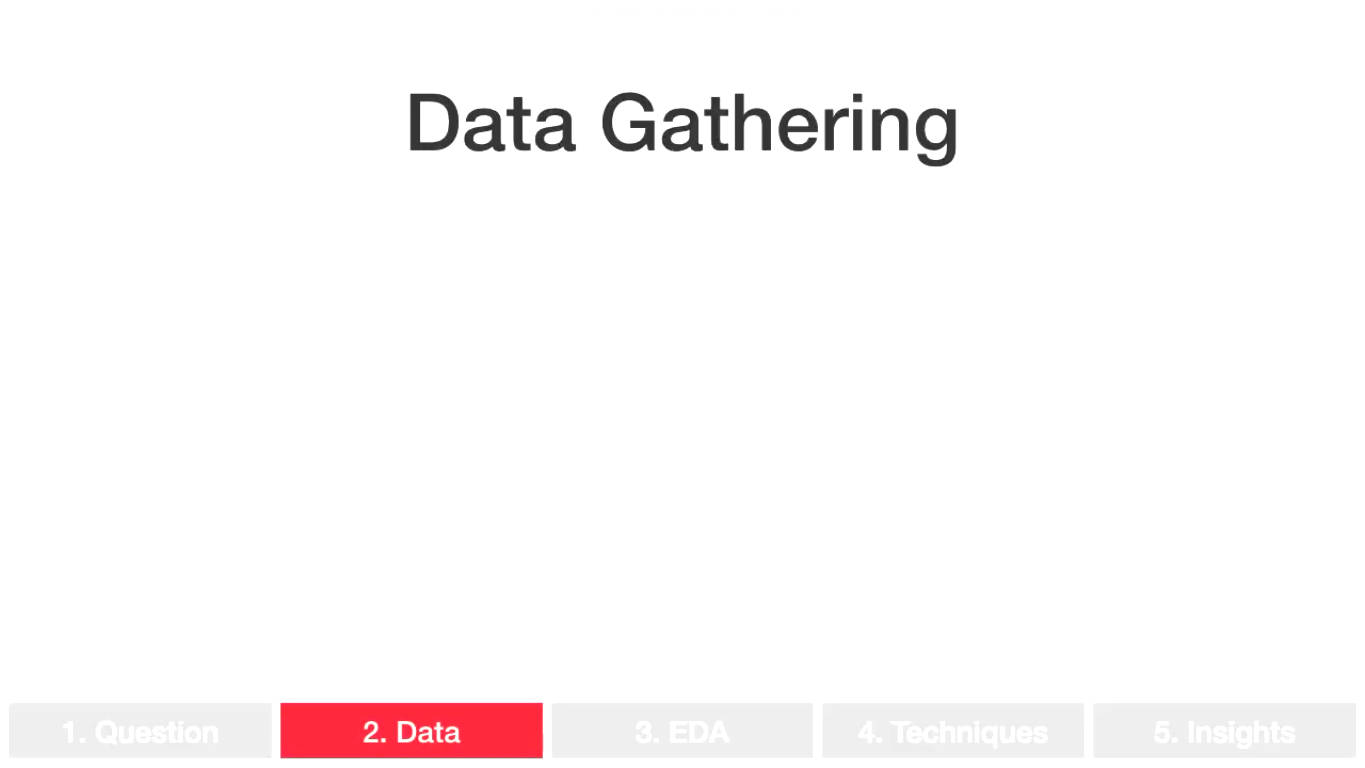 Data Gathering
1. Question
2. Data
3. EDA
4. Techniques
5. Insights